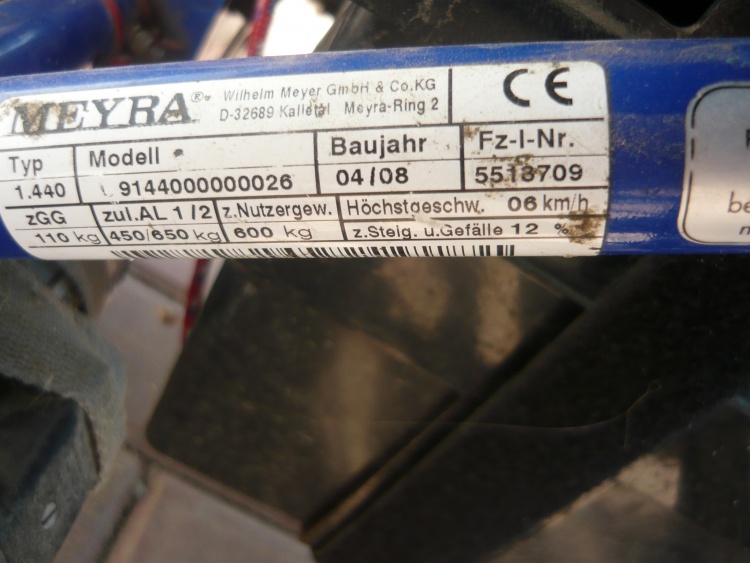 MEYRA®
Wilhelm Meyer GmbH & Co.KG
D-32689 Kalletal Meyra-Ring 2
CE
Typ
1.440
Modell
9144000000026
Baujahr
04/08
Fz-I-Nr.
5513709
zGG
110 kg
zul.AL 1/2
450/650 kg
z.Nutzergew.
600 kg
Höchstgeschw. 06 km/h
z.Steig. u.Gefälle 12 %
be